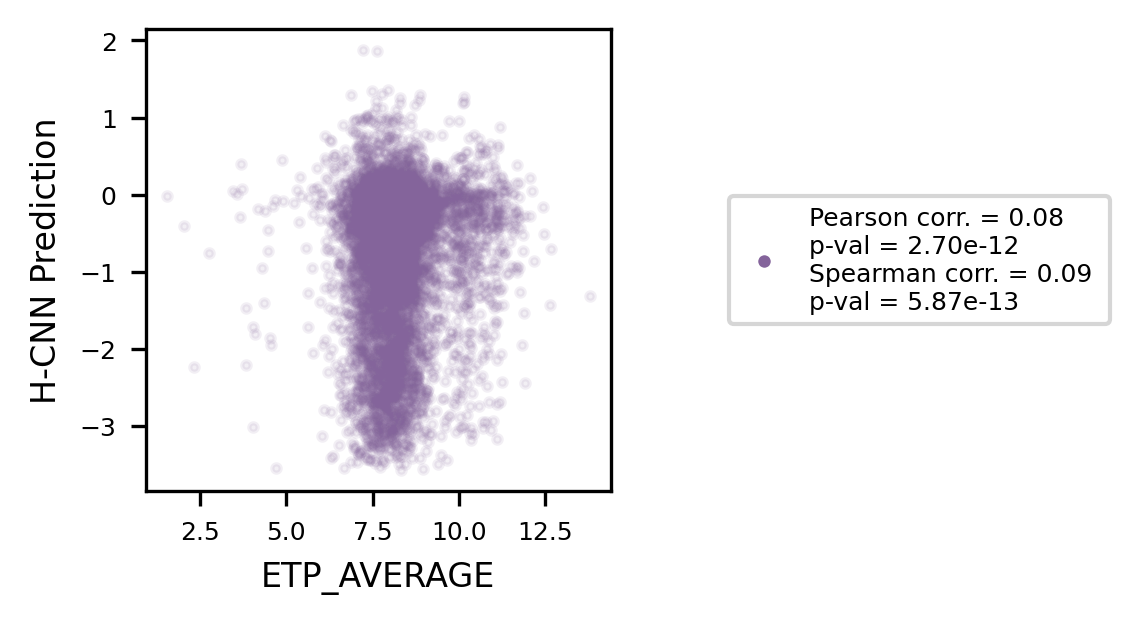 2
1
0
−1
−2
−3
H-CNN Prediction
2.5 5.0 7.5 10.0 12.5
ETP_AVERAGE
Pearson corr. = 0.08
p-val = 2.70e-12
Spearman corr. = 0.09
p-val = 5.87e-13